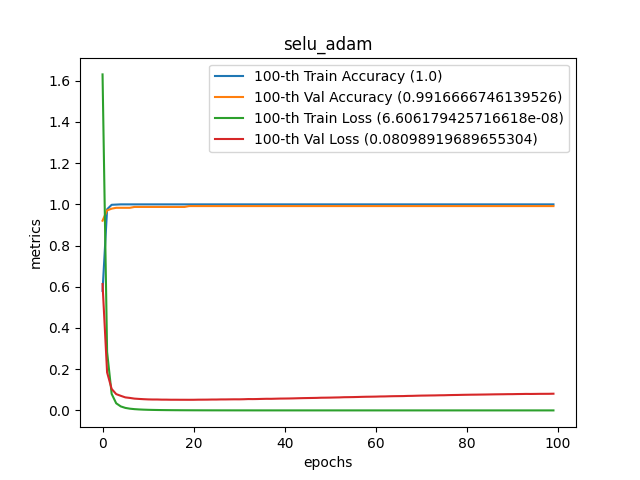 selu_adam
100-th Train Accuracy (1.0)
100-th Val Accuracy (0.9916666746139526)
100-th Train Loss (6.606179425716618e-08)
100-th Val Loss (0.08098919689655304)
metrics
1.6
1.4
1.2
1.0
0.8
0.6
0.4
0.2
0.0
0 20 40 60 80 100
epochs